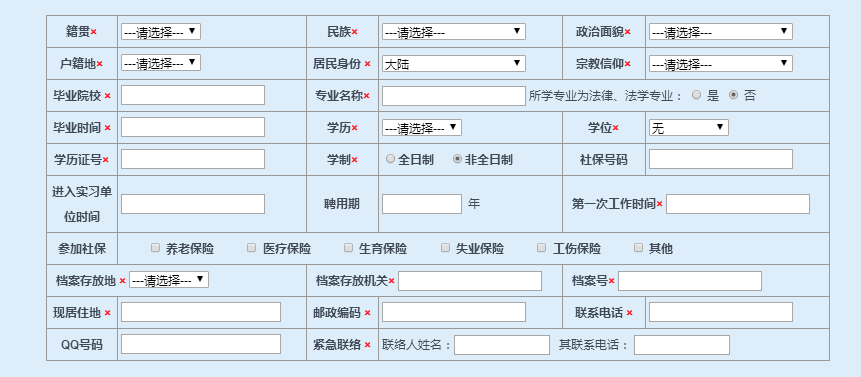 籍贯× ---请选择--- 民族× ---请选择--- 政治面貌× ---请选择---
户籍地× ---请选择--- 居民身份 × 大陆 宗教信仰× ---请选择---
毕业院校 × 专业名称× 所学专业为法律、法学专业： 是 否
毕业时间 × 学历× ---请选择--- 学位× 无
学历证号× 学制× 全日制 非全日制 社保号码
进入实习单
位时间 聘用期 年 第一次工作时间×
参加社保 养老保险 医疗保险 生育保险 失业保险 工伤保险 其他
档案存放地 × ---请选择--- 档案存放机关× 档案号×
现居住地 × 邮政编码 × 联系电话 ×
QQ号码 紧急联络 × 联络人姓名： 其联系电话：